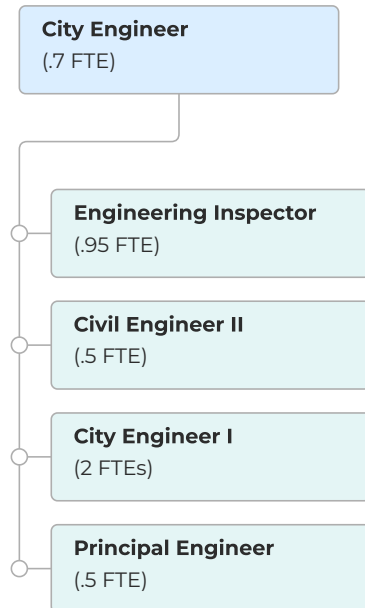 City Engineer
(.7 FTE)
Engineering Inspector
(.95 FTE)
Civil Engineer II
(.5 FTE)
City Engineer I
(2 FTEs)
Principal Engineer
(.5 FTE)